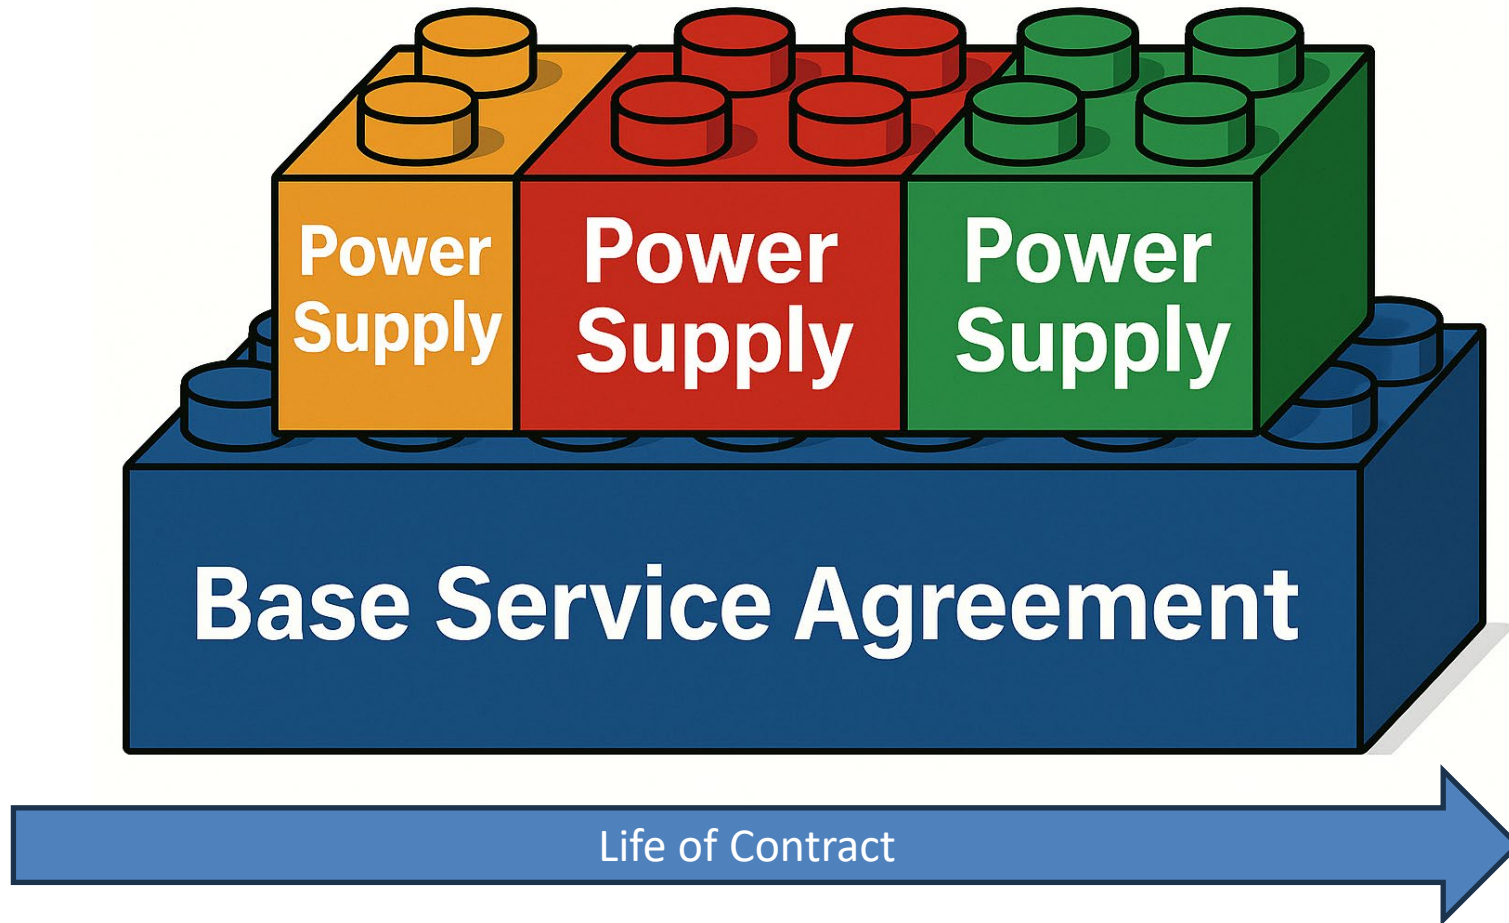 Power
Supply
Power
Supply
Power
Supply
Base Service Agreement
Life of Contract